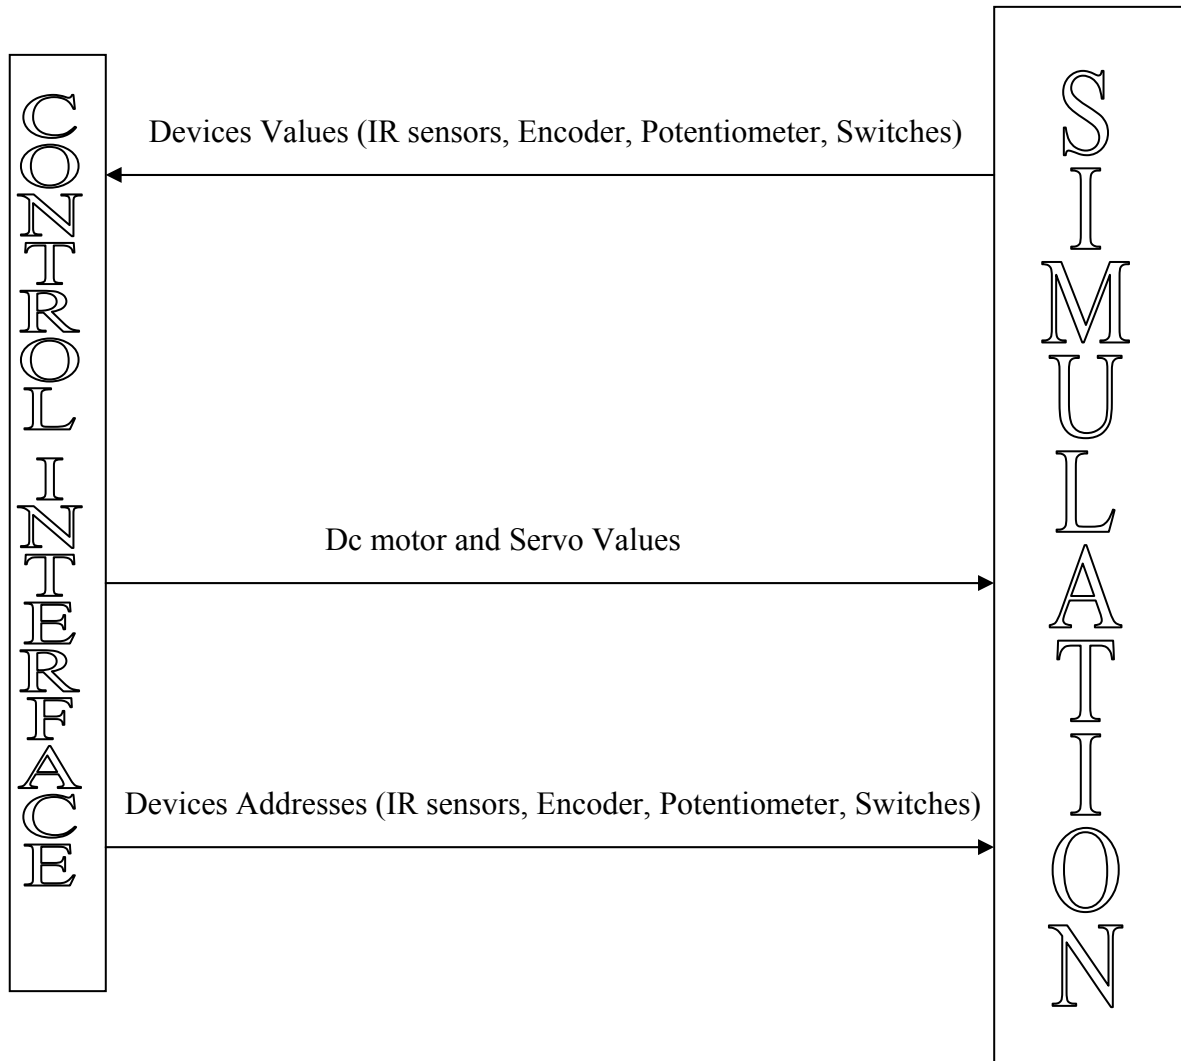 CONTROL INTERFACE
Devices Values (IR sensors, Encoder, Potentiometer, Switches)
Dc motor and Servo Values
Devices Addresses (IR sensors, Encoder, Potentiometer, Switches)
SIMULATION